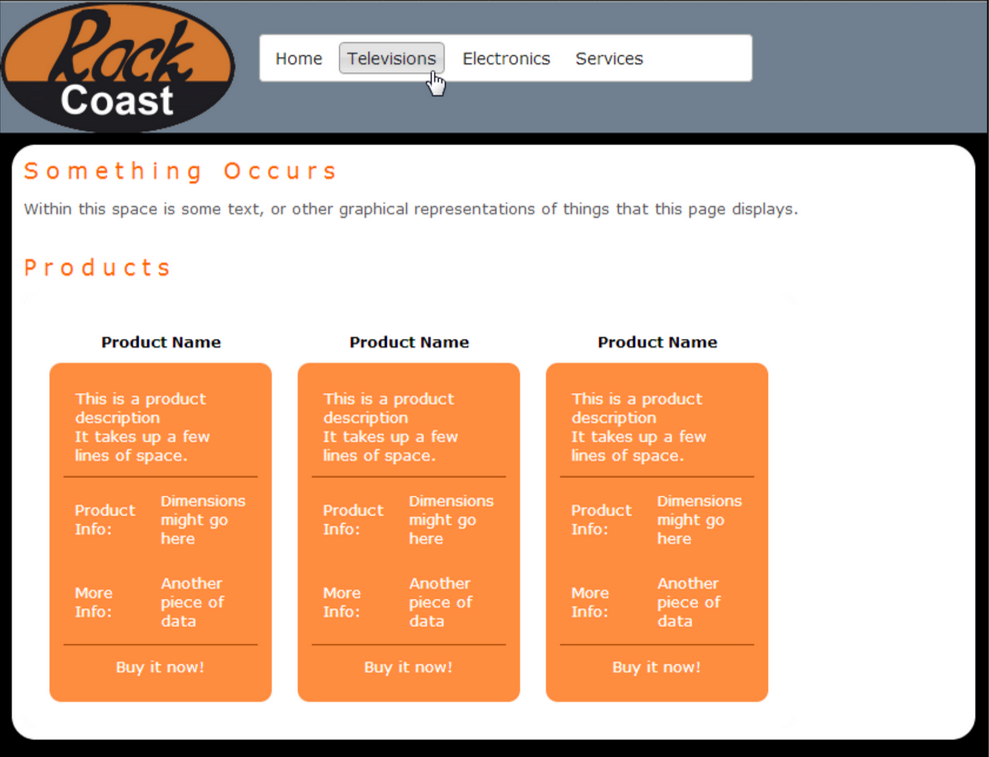 Rock
Coast
Home Televisions Electronics Services
Something Occurs
Within this space is some text, or other graphical representations of things that this page displays.
Products
Product Name
This is a product
description
It takes up a few
lines of space.
Product
Info:
Dimensions
might go
here
More
Info:
Another
piece of
data
Buy it now!
Product Name
This is a product
description
It takes up a few
lines of space.
Product
Info:
Dimensions
might go
here
More
Info:
Another
piece of
data
Buy it now!
Product Name
This is a product
description
It takes up a few
lines of space.
Product
Info:
Dimensions
might go
here
More
Info:
Another
piece of
data
Buy it now!